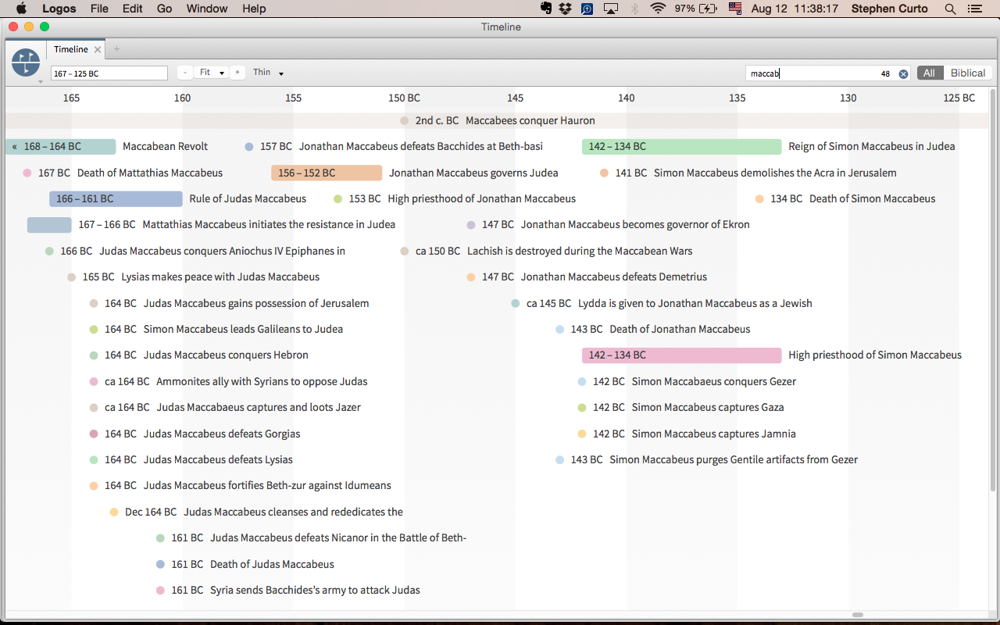 Logos File Edit Go Window Help 97% Aug 12 11:38:17 Stephen Curto
Timeline
Timeline
167 – 125 BC - Fit + Thin maccab 48 All Biblical
165 160 155 150 BC 145 140 135 130 125 BC
2nd c. BC Maccabees conquer Hauron
« 168 – 164 BC Maccabean Revolt 157 BC Jonathan Maccabeus defeats Bacchides at Beth-basi 142 – 134 BC Reign of Simon Maccabeus in Judea
167 BC Death of Mattathias Maccabeus 156 – 152 BC Jonathan Maccabeus governs Judea 141 BC Simon Maccabeus demolishes the Acra in Jerusalem
166 – 161 BC Rule of Judas Maccabeus 153 BC High priesthood of Jonathan Maccabeus 134 BC Death of Simon Maccabeus
167 – 166 BC Mattathias Maccabeus initiates the resistance in Judea 147 BC Jonathan Maccabeus becomes governor of Ekron
166 BC Judas Maccabeus conquers Aniochus IV Epiphanes in ca 150 BC Lachish is destroyed during the Maccabean Wars
165 BC Lysias makes peace with Judas Maccabeus 147 BC Jonathan Maccabeus defeats Demetrius
164 BC Judas Maccabeus gains possession of Jerusalem ca 145 BC Lydda is given to Jonathan Maccabeus as a Jewish
164 BC Simon Maccabeus leads Galileans to Judea 143 BC Death of Jonathan Maccabeus
164 BC Judas Maccabeus conquers Hebron 142 – 134 BC High priesthood of Simon Maccabeus
ca 164 BC Ammonites ally with Syrians to oppose Judas 142 BC Simon Maccabaeus conquers Gezer
ca 164 BC Judas Maccabaeus captures and loots Jazer 142 BC Simon Maccabeus captures Gaza
164 BC Judas Maccabeus defeats Gorgias 142 BC Simon Maccabeus captures Jamnia
164 BC Judas Maccabeus defeats Lysias 143 BC Simon Maccabeus purges Gentile artifacts from Gezer
164 BC Judas Maccabeus fortifies Beth-zur against Idumeans
Dec 164 BC Judas Maccabeus cleanses and rededicates the
161 BC Judas Maccabeus defeats Nicanor in the Battle of Beth-
161 BC Death of Judas Maccabeus
161 BC Syria sends Bacchides’s army to attack Judas